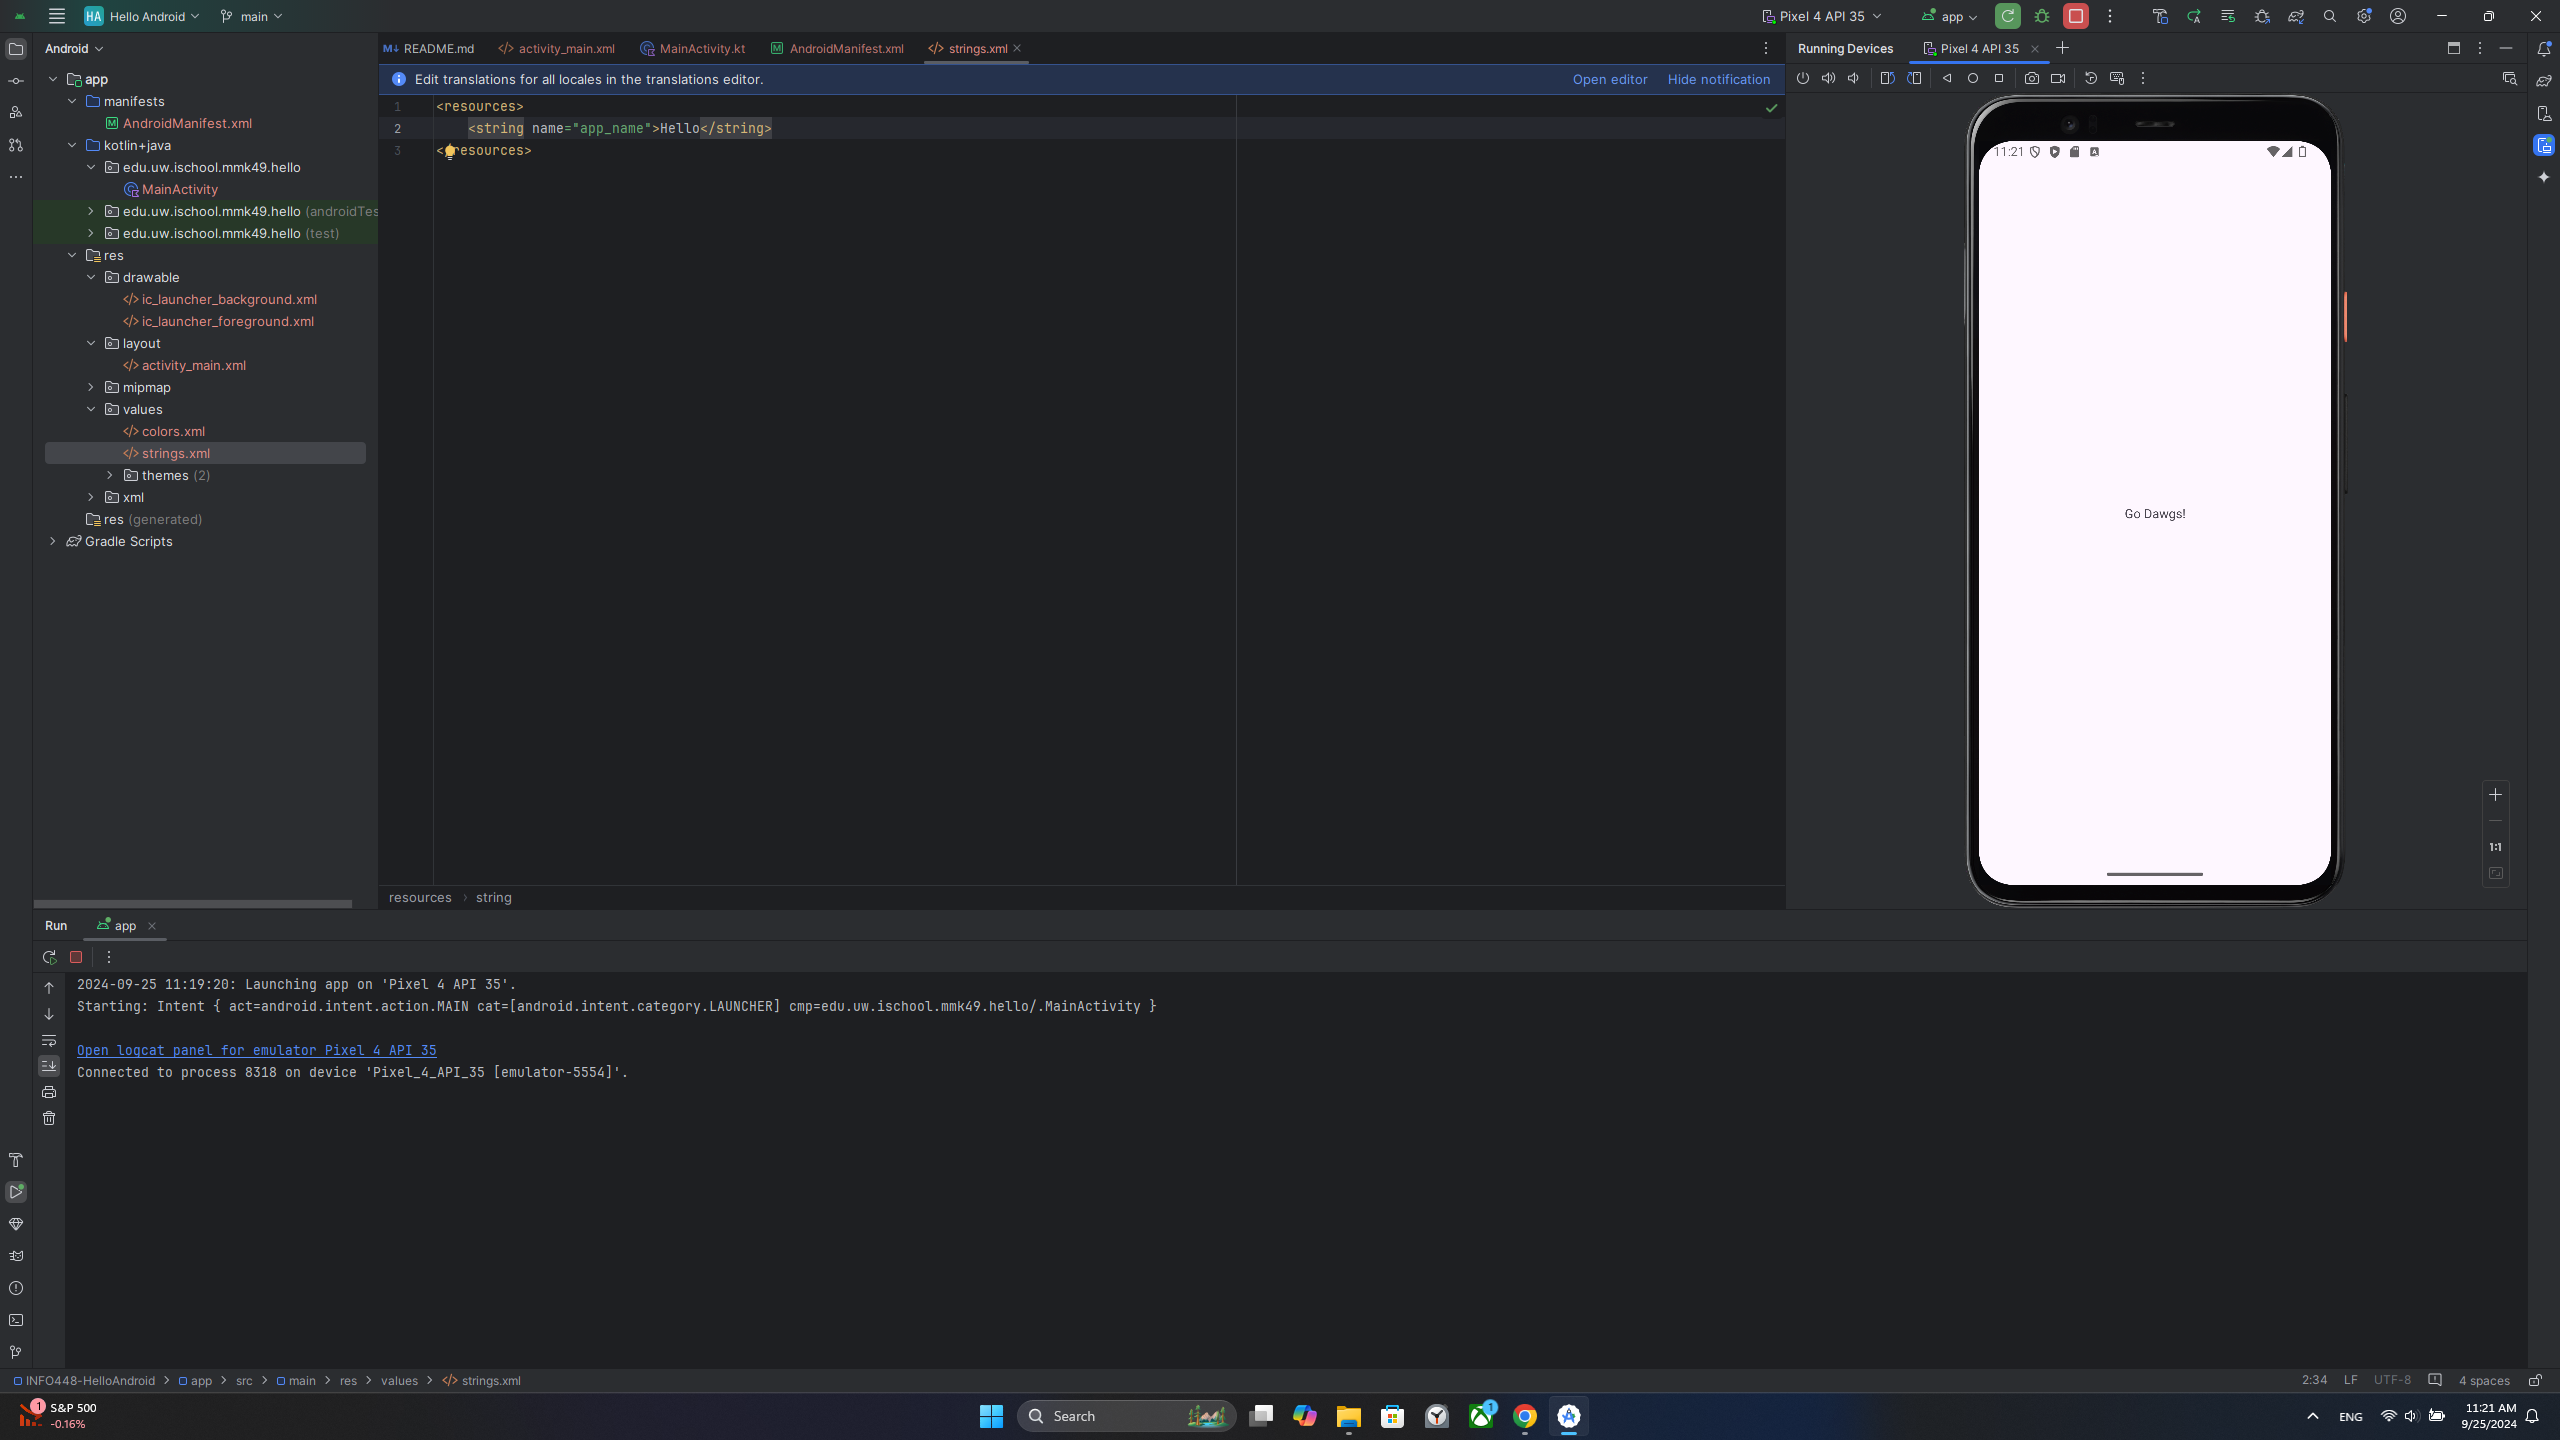 HA Hello Android
main
Pixel 4 API 35
app
Android
README.md
activity_main.xml
MainActivity.kt
AndroidManifest.xml
strings.xml
Running Devices
Pixel 4 API 35
Edit translations for all locales in the translations editor.
Open editor
Hide notification
app
manifests
AndroidManifest.xml
kotlin+java
edu.uw.ischool.mmk49.hello
MainActivity
edu.uw.ischool.mmk49.hello (androidTes
edu.uw.ischool.mmk49.hello (test)
res
drawable
ic_launcher_background.xml
ic_launcher_foreground.xml
layout
activity_main.xml
mipmap
values
colors.xml
strings.xml
themes (2)
xml
res (generated)
Gradle Scripts
1 <resources>
2 <string name="app_name">Hello</string>
3 </resources>
resources > string
11:21
Go Dawgs!
1:1
Run
app
2024-09-25 11:19:20: Launching app on 'Pixel 4 API 35'.
Starting: Intent { act=android.intent.action.MAIN cat=[android.intent.category.LAUNCHER] cmp=edu.uw.ischool.mmk49.hello/.MainActivity }
Open logcat panel for emulator Pixel 4 API 35
Connected to process 8318 on device 'Pixel_4_API_35 [emulator-5554]'.
INFO448-HelloAndroid > app > src > main > res > values > strings.xml
2:34 LF UTF-8 4 spaces
1
S&P 500
-0.16%
Search
1
ENG
11:21 AM
9/25/2024